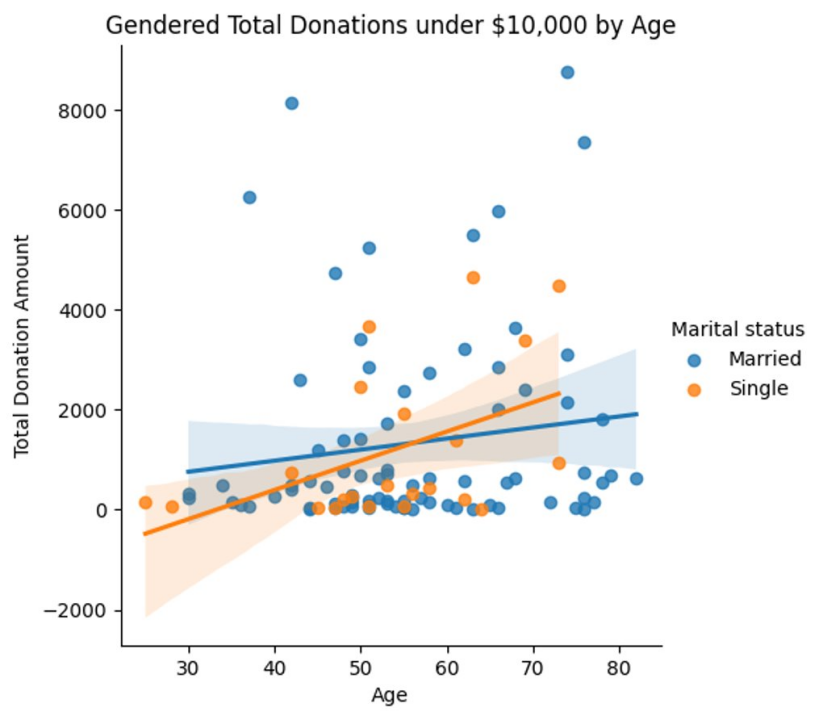 Gendered Total Donations under $10,000 by Age
8000
6000
4000
2000
0
−2000
Total Donation Amount
30 40 50 60 70 80
Age
Marital status
Married
Single